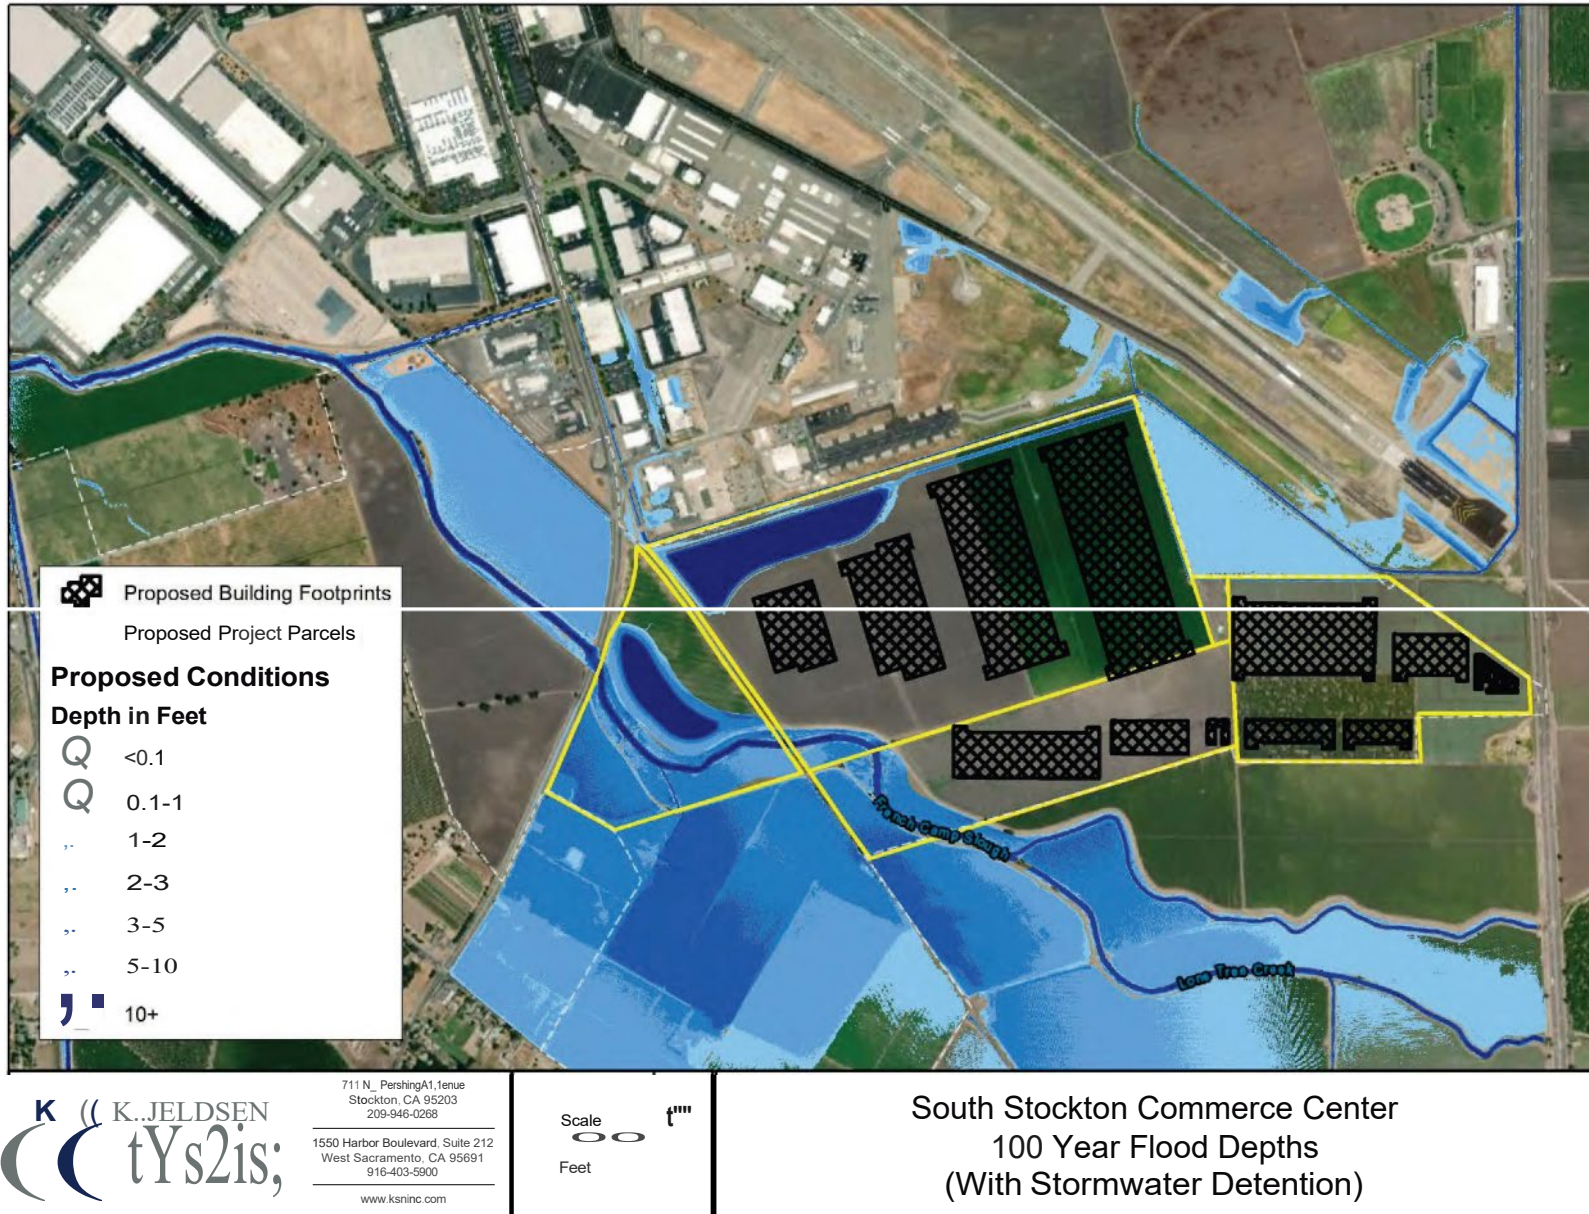 French Camp Slough
Lone Tree Creek
Proposed Building Footprints
Proposed Project Parcels
Proposed Conditions
Depth in Feet
Q <0.1
Q 0.1-1
,. 1-2
,. 2-3
,. 3-5
,. 5-10
10+
K (( K..JELDSEN
tYs2is;
711 N_ PershingA1,1enue
Stockton, CA 95203
209-946-0268
1550 Harbor Boulevard, Suite 212
West Sacramento, CA 95691
916-403-5900
www.ksninc.com
Scale t""
Feet
South Stockton Commerce Center
100 Year Flood Depths
(With Stormwater Detention)